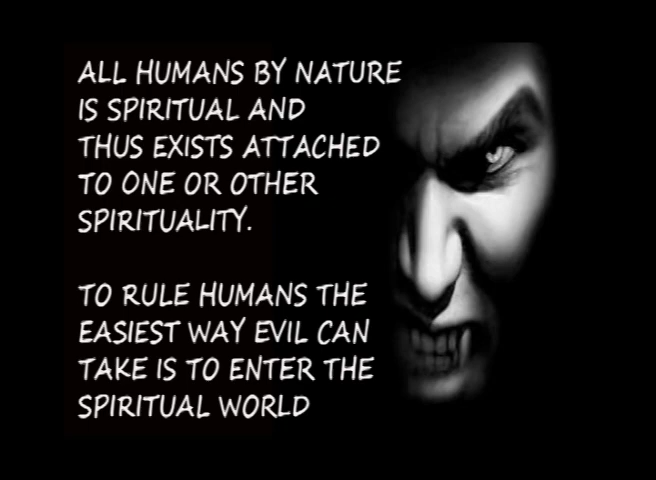 ALL HUMANS BY NATURE
IS SPIRITUAL AND
THUS EXISTS ATTACHED
TO ONE OR OTHER
SPIRITUALITY.
TO RULE HUMANS THE
EASIEST WAY EVIL CAN
TAKE IS TO ENTER THE
SPIRITUAL WORLD